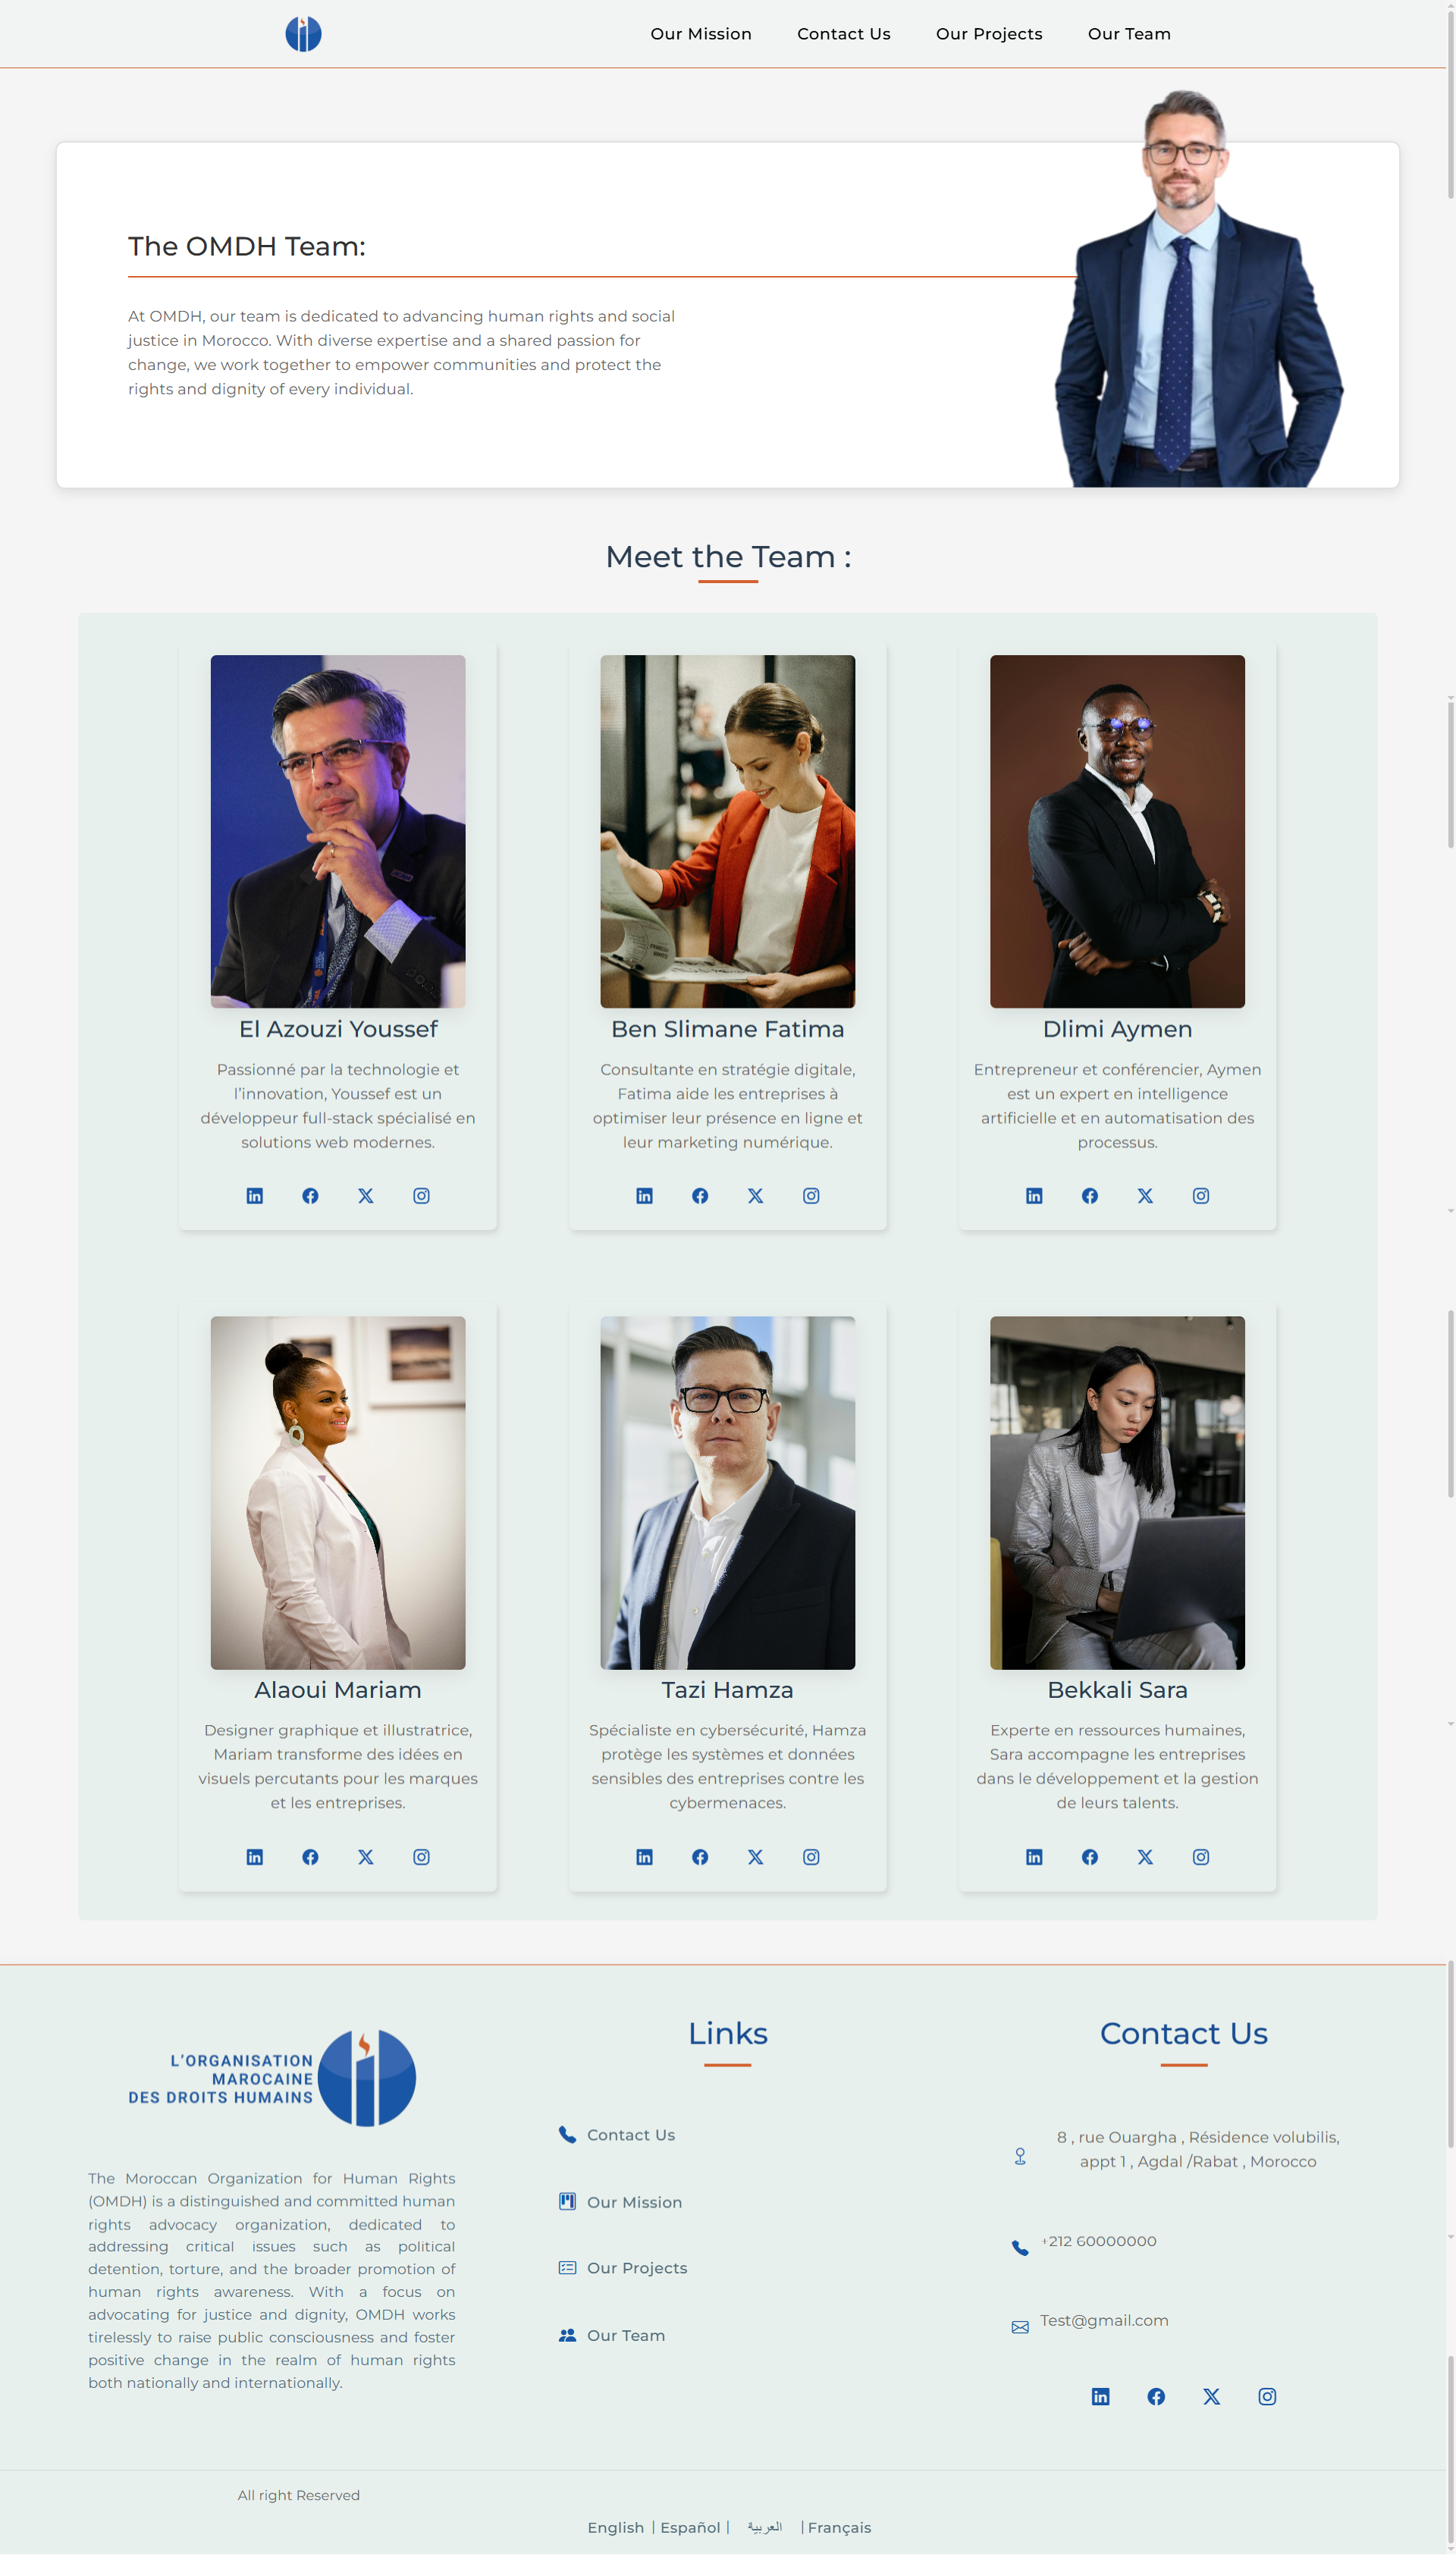 Our Mission
Contact Us
Our Projects
Our Team
The OMDH Team:
At OMDH, our team is dedicated to advancing human rights and social
justice in Morocco. With diverse expertise and a shared passion for
change, we work together to empower communities and protect the
rights and dignity of every individual.
Meet the Team :
El Azouzi Youssef
Passionné par la technologie et
l'innovation, Youssef est un
développeur full-stack spécialisé en
solutions web modernes.
Ben Slimane Fatima
Consultante en stratégie digitale,
Fatima aide les entreprises à
optimiser leur présence en ligne et
leur marketing numérique.
Dlimi Aymen
Entrepreneur et conférencier, Aymen
est un expert en intelligence
artificielle et en automatisation des
processus.
Alaoui Mariam
Designer graphique et illustratrice,
Mariam transforme des idées en
visuels percutants pour les marques
et les entreprises.
Tazi Hamza
Spécialiste en cybersécurité, Hamza
protège les systèmes et données
sensibles des entreprises contre les
cybermenaces.
Bekkali Sara
Experte en ressources humaines,
Sara accompagne les entreprises
dans le développement et la gestion
de leurs talents.
L'ORGANISATION
MAROCAINE
DES DROITS HUMAINS
The Moroccan Organization for Human Rights
(OMDH) is a distinguished and committed human
rights advocacy organization, dedicated to
addressing critical issues such as political
detention, torture, and the broader promotion of
human rights awareness. With a focus on
advocating for justice and dignity, OMDH works
tirelessly to raise public consciousness and foster
positive change in the realm of human rights
both nationally and internationally.
Links
Contact Us
Our Mission
Our Projects
Our Team
Contact Us
8 , rue Ouargha , Résidence volubilis,
appt 1 , Agdal /Rabat , Morocco
+212 60000000
Test@gmail.com
All right Reserved
English | Español | العربية | Français